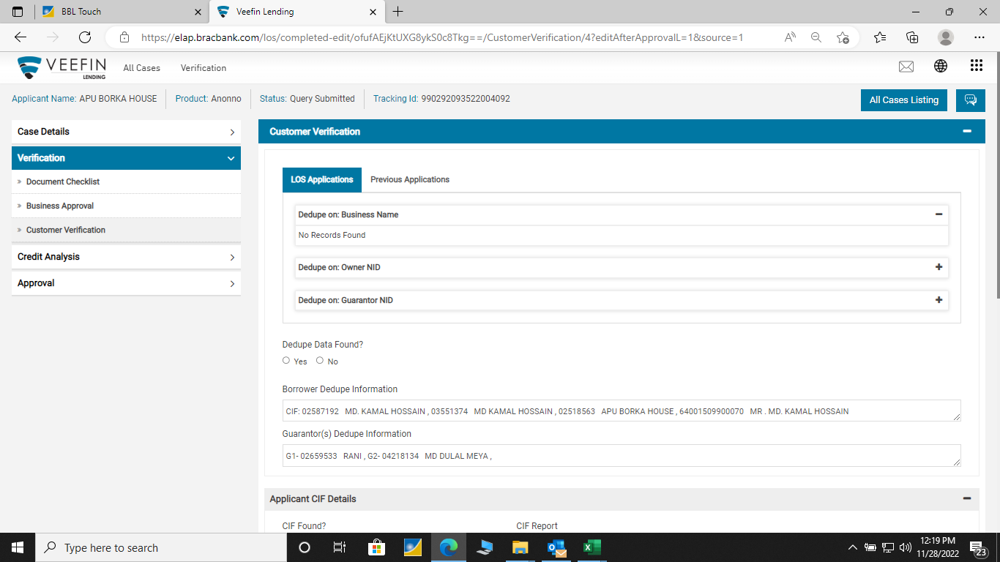 BBL Touch
Veefin Lending
https://elap.bracbank.com/los/completed-edit/ofufAEjKtUXG8ykS0c8Tkg==/CustomerVerification/4?editAfterApprovalL=1&source=1
VEEFIN LENDING
All Cases
Verification
Applicant Name: APU BORKA HOUSE
Product: Anonno
Status: Query Submitted
Tracking Id: 990292093522004092
All Cases Listing
Case Details
Verification
» Document Checklist
» Business Approval
» Customer Verification
Credit Analysis
Approval
Customer Verification
LOS Applications
Previous Applications
Dedupe on: Business Name
No Records Found
Dedupe on: Owner NID
Dedupe on: Guarantor NID
Dedupe Data Found?
Yes No
Borrower Dedupe Information
CIF: 02587192 MD. KAMAL HOSSAIN , 03551374 MD KAMAL HOSSAIN , 02518563 APU BORKA HOUSE , 64001509900070 MR . MD. KAMAL HOSSAIN
Guarantor(s) Dedupe Information
G1- 02659533 RANI , G2- 04218134 MD DULAL MEYA ,
Applicant CIF Details
CIF Found?
CIF Report
Type here to search
12:19 PM
11/28/2022
23